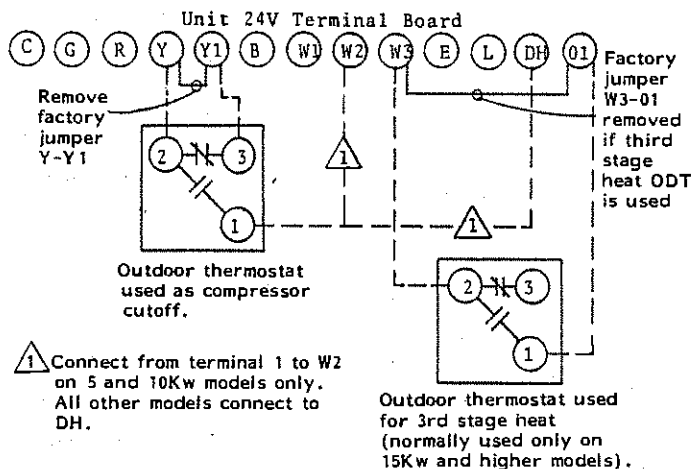 Unit 24V Terminal Board
C G R Y Y1 B W1 W2 W3 E L DH 01
Remove
factory
jumper
Y-Y1
Factory
jumper
W3-01
removed
if third
stage
heat ODT
is used
2 3
1
1
1
Outdoor thermostat
used as compressor
cutoff.
2 3
1
1 Connect from terminal 1 to W2
on 5 and 10Kw models only.
All other models connect to
DH.
Outdoor thermostat used
for 3rd stage heat
(normally used only on
15Kw and higher models).